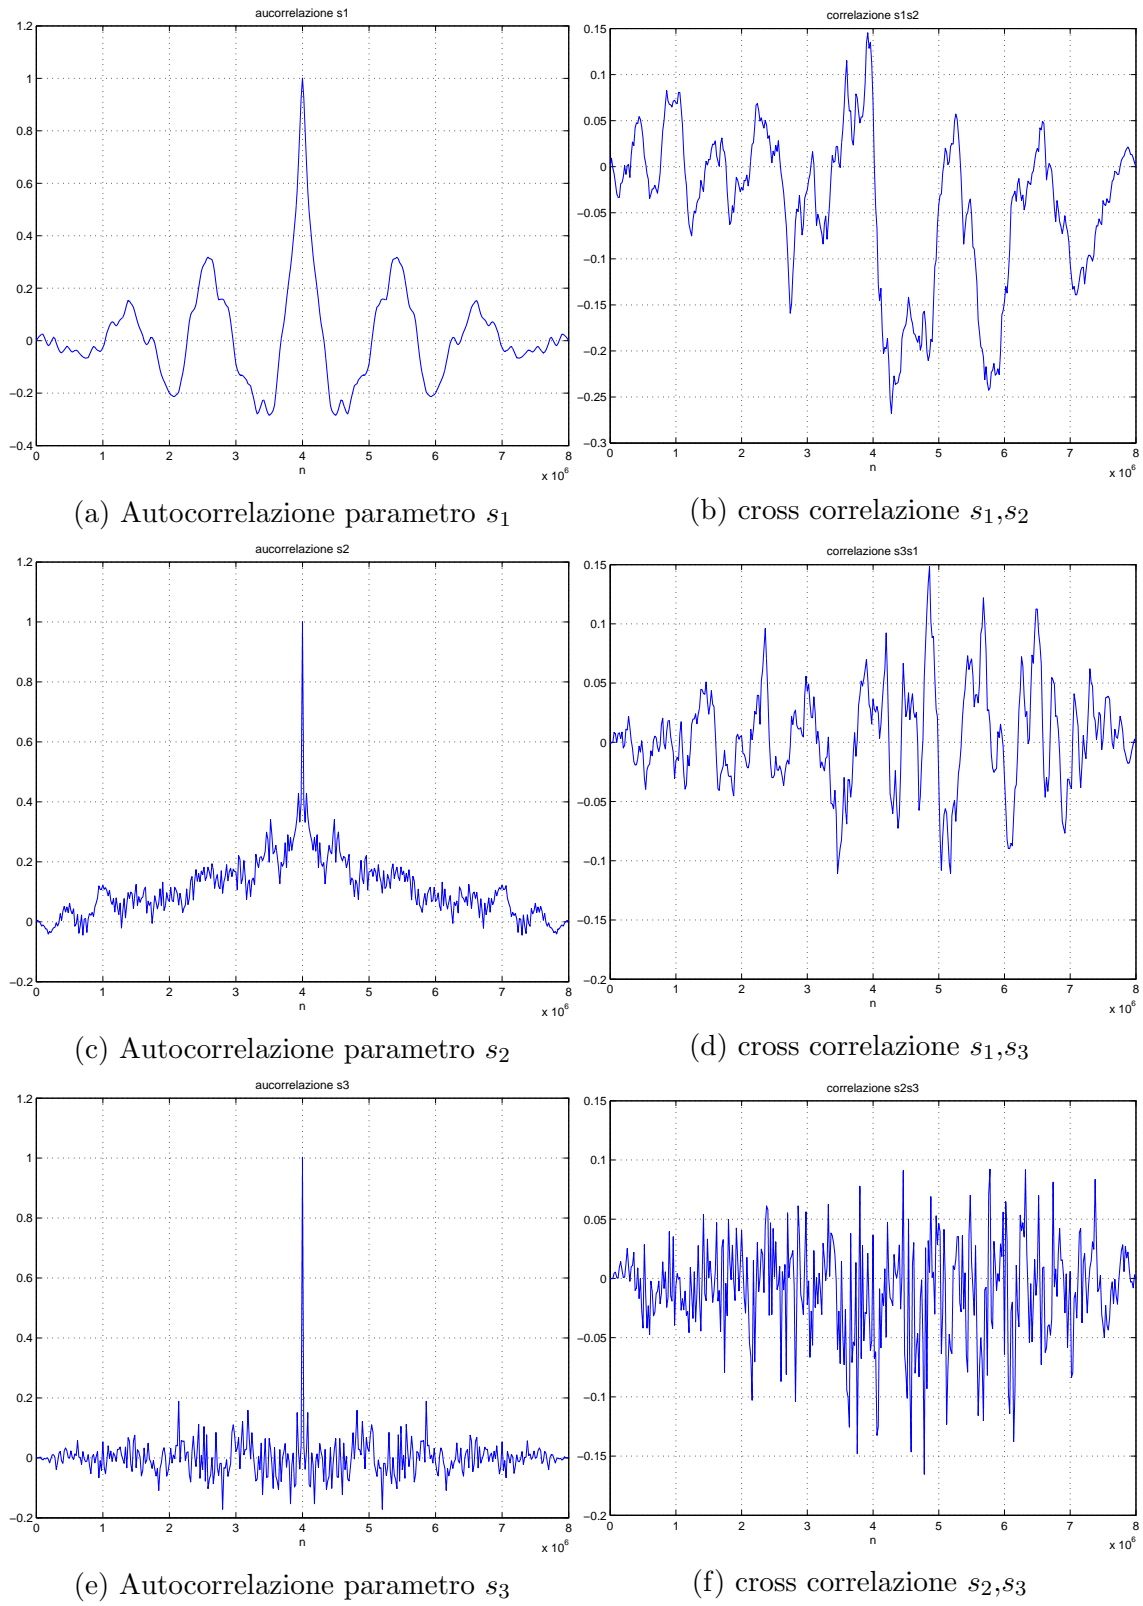 aucorrelazione s1
1.2
1
0.8
0.6
0.4
0.2
0
−0.2
−0.4
0 1 2 3 4 5 6 7 8
n
x 10^6
(a) Autocorrelazione parametro s1
correlazione s1s2
0.15
0.1
0.05
0
−0.05
−0.1
−0.15
−0.2
−0.25
−0.3
0 1 2 3 4 5 6 7 8
n
x 10^6
(b) cross correlazione s1,s2
aucorrelazione s2
1.2
1
0.8
0.6
0.4
0.2
0
−0.2
0 1 2 3 4 5 6 7 8
n
x 10^6
(c) Autocorrelazione parametro s2
correlazione s3s1
0.15
0.1
0.05
0
−0.05
−0.1
−0.15
−0.2
0 1 2 3 4 5 6 7 8
n
x 10^6
(d) cross correlazione s1,s3
aucorrelazione s3
1.2
1
0.8
0.6
0.4
0.2
0
−0.2
0 1 2 3 4 5 6 7 8
n
x 10^6
(e) Autocorrelazione parametro s3
correlazione s2s3
0.15
0.1
0.05
0
−0.05
−0.1
−0.15
−0.2
0 1 2 3 4 5 6 7 8
n
x 10^6
(f) cross correlazione s2,s3